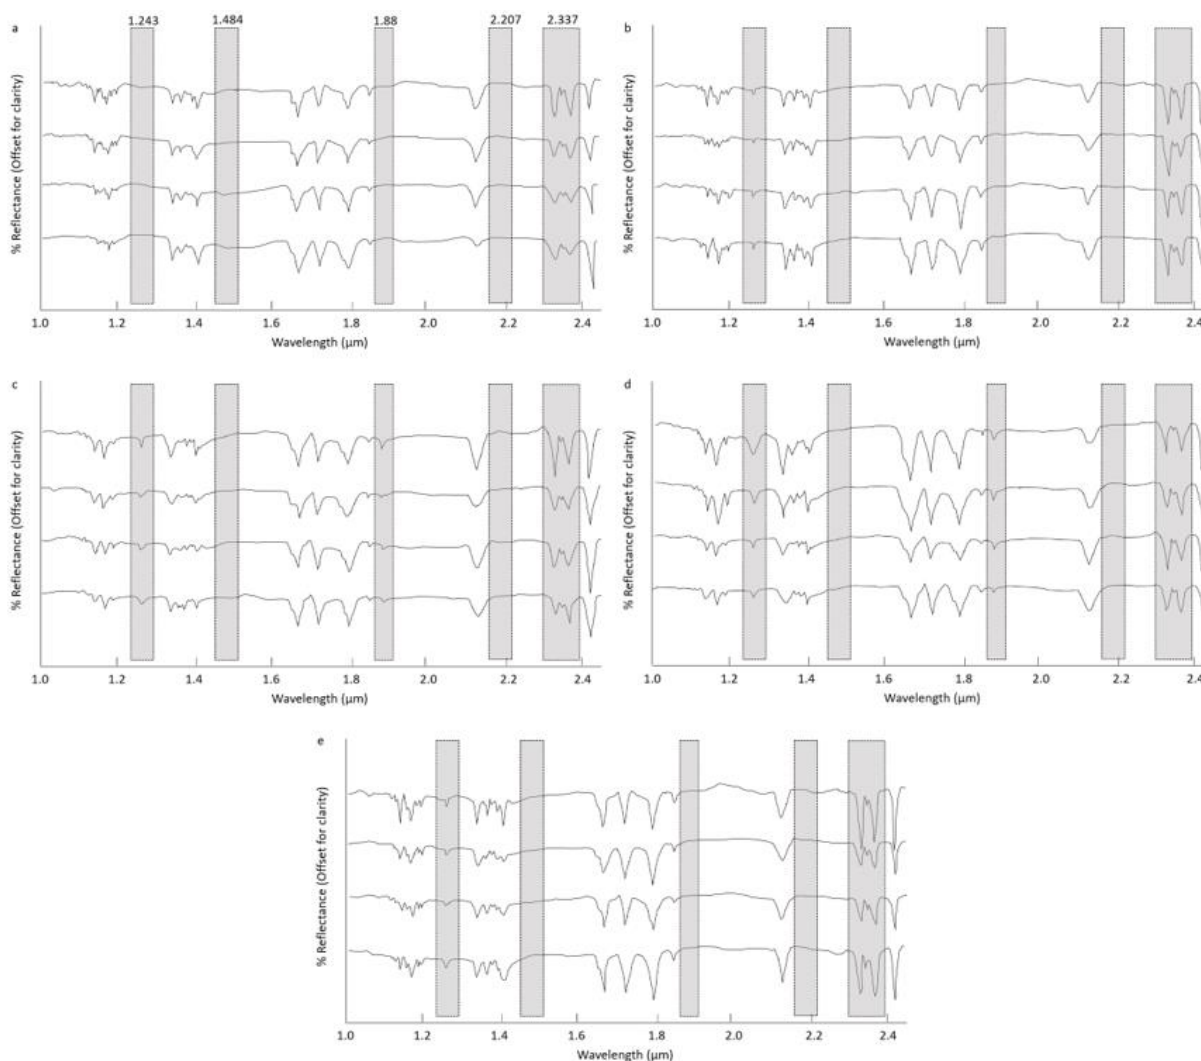 a
1.243 1.484 1.88 2.207 2.337
% Reflectance (Offset for clarity)
1.0 1.2 1.4 1.6 1.8 2.0 2.2 2.4
Wavelength (µm)
b
% Reflectance (Offset for clarity)
1.0 1.2 1.4 1.6 1.8 2.0 2.2 2.4
Wavelength (µm)
c
% Reflectance (Offset for clarity)
1.0 1.2 1.4 1.6 1.8 2.0 2.2 2.4
Wavelength (µm)
d
% Reflectance (Offset for clarity)
1.0 1.2 1.4 1.6 1.8 2.0 2.2 2.4
Wavelength (µm)
e
% Reflectance (Offset for clarity)
1.0 1.2 1.4 1.6 1.8 2.0 2.2 2.4
Wavelength (µm)